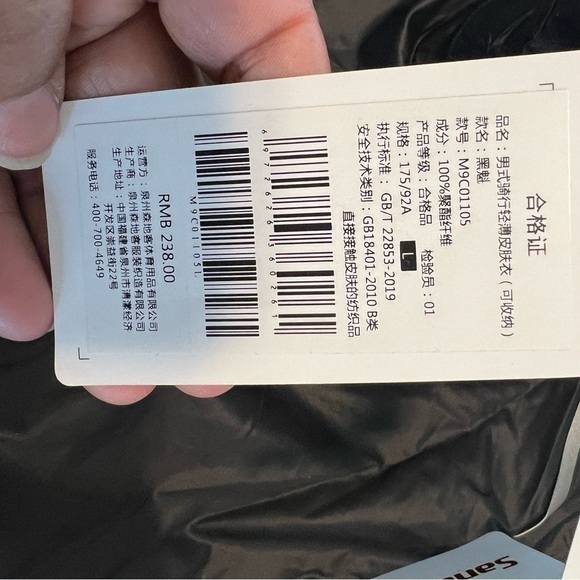 合格证
品名：男式骑行轻薄皮肤衣（可收纳）
款名：黑魁
款号：M9C01105
成分：100%聚酯纤维
产品等级：合格品 检验员：01
规格：175/92A L
执行标准：GB/T 22853-2019
安全技术类别：GB18401-2010 B类
直接接触皮肤的纺织品
M9C01105L
RMB 238.00
运营方：泉州森地客体育用品有限公司
生产商：泉州森地客服装织造有限公司
生产地址：中国福建省泉州市清濛经济
开发区崇益街22号
服务电话：400-700-4649